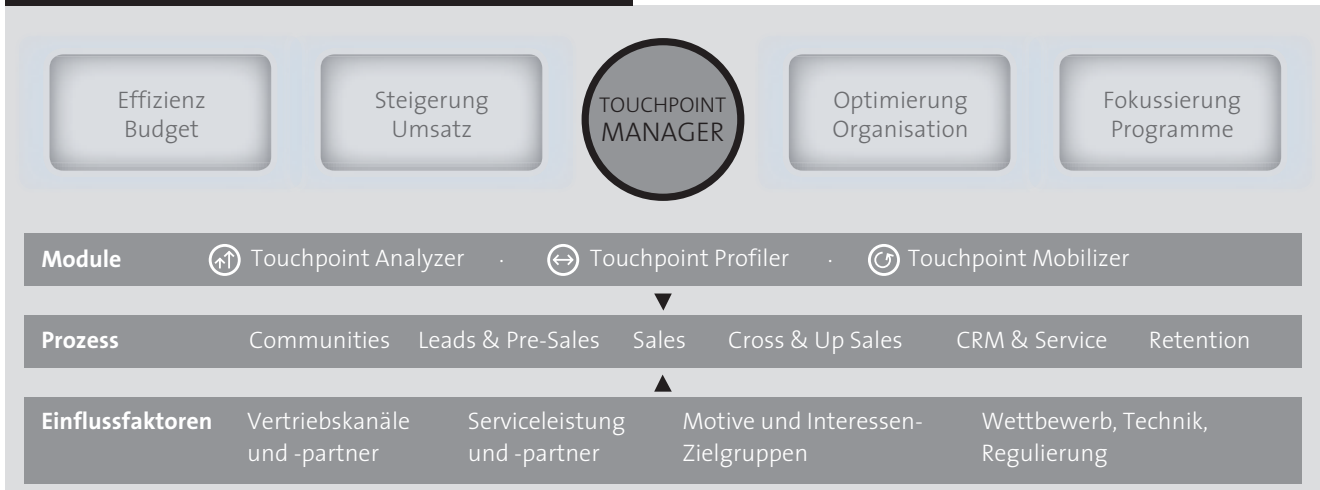 Effizienz
Budget
Steigerung
Umsatz
TOUCHPOINT
MANAGER
Optimierung
Organisation
Fokussierung
Programme
Module Touchpoint Analyzer · Touchpoint Profiler · Touchpoint Mobilizer
Prozess Communities Leads & Pre-Sales Sales Cross & Up Sales CRM & Service Retention
Einflussfaktoren Vertriebskanäle Serviceleistung Motive und Interessen- Wettbewerb, Technik,
und -partner und -partner Zielgruppen Regulierung